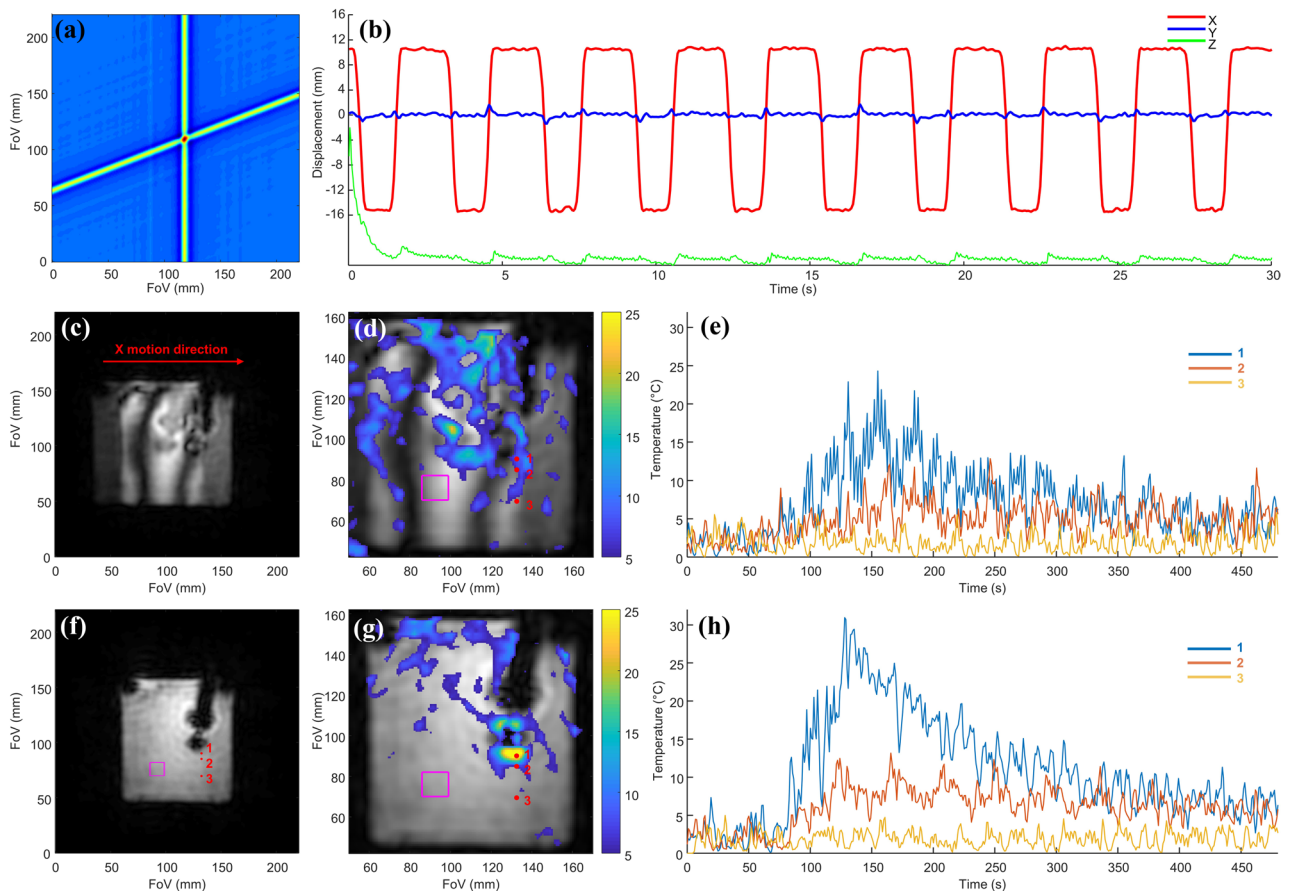 (a)
200
150
100
50
0
FoV (mm)
0 50 100 150 200
FoV (mm)
(b)
16
12
8
4
0
-4
-8
-12
-16
Displacement (mm)
X
Y
Z
0 5 10 15 20 25 30
Time (s)
(c)
X motion direction
200
150
100
50
0
FoV (mm)
0 50 100 150 200
FoV (mm)
(d)
160
140
120
100
80
60
FoV (mm)
1
2
3
60 80 100 120 140 160
FoV (mm)
25
20
15
10
5
(e)
30
25
20
15
10
5
0
Temperature (°C)
1
2
3
0 50 100 150 200 250 300 350 400 450
Time (s)
(f)
200
150
100
50
0
FoV (mm)
1
2
3
0 50 100 150 200
FoV (mm)
(g)
160
140
120
100
80
60
FoV (mm)
1
2
3
60 80 100 120 140 160
FoV (mm)
25
20
15
10
5
(h)
30
25
20
15
10
5
0
Temperature (°C)
1
2
3
0 50 100 150 200 250 300 350 400 450
Time (s)